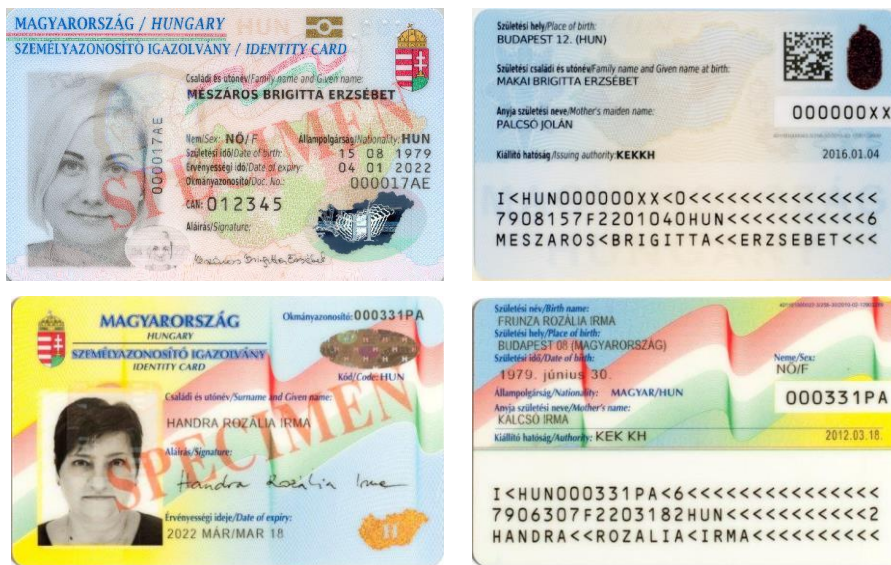 MAGYARORSZÁG / HUNGARY HUN
SZEMÉLYAZONOSÍTÓ IGAZOLVÁNY / IDENTITY CARD
Családi és utónév/Family name and Given name:
MÉSZÁROS BRIGITTA ERZSÉBET
Nem/Sex: NŐ/F Állampolgárság/Nationality: HUN
Születési idő/Date of birth: 15 08 1979
Érvényességi idő/Date of expiry: 04 01 2022
Okmányazonosító/Doc. No.: 000017AE
CAN: 012345
Aláírás/Signature:
Mészáros Brigitta Erzsébet
000017AE
SPECIMEN
Születési hely/Place of birth:
BUDAPEST 12. (HUN)
Születési családi és utónév/Family name and Given name at birth:
MAKAI BRIGITTA ERZSÉBET
Anyja születési neve/Mother's maiden name:
PALCSÓ JOLÁN
000000XX
Kiállító hatóság/Issuing authority: KEKKH 2016.01.04
I<HUN000000XX<0<<<<<<<<<<<<<<<
7908157F2201040HUN<<<<<<<<<<<6
MESZAROS<BRIGITTA<<ERZSEBET<<<
MAGYARORSZÁG
HUNGARY
SZEMÉLYAZONOSÍTÓ IGAZOLVÁNY
IDENTITY CARD
Okmányazonosító: 000331PA
Kód/Code: HUN
Családi és utónév/Surname and Given name:
HANDRA ROZÁLIA IRMA
Aláírás/Signature:
Handra Rozália Irma
Érvényességi ideje/Date of expiry:
2022 MÁR/MAR 18
H
SPECIMEN
Születési név/Birth name:
FRUNZA ROZÁLIA IRMA
Születési hely/Place of birth:
BUDAPEST 08 (MAGYARORSZÁG)
Születési idő/Date of birth:
1979. június 30.
Neme/Sex:
NŐ/F
Állampolgárság/Nationality: MAGYAR/HUN
Anyja születési neve/Mother's name:
KALCSÓ IRMA
000331PA
Kiállító hatóság/Authority: KEK KH 2012.03.18.
I<HUN000331PA<6<<<<<<<<<<<<<<<
7906307F2203182HUN<<<<<<<<<<<2
HANDRA<<ROZALIA<IRMA<<<<<<<<<<